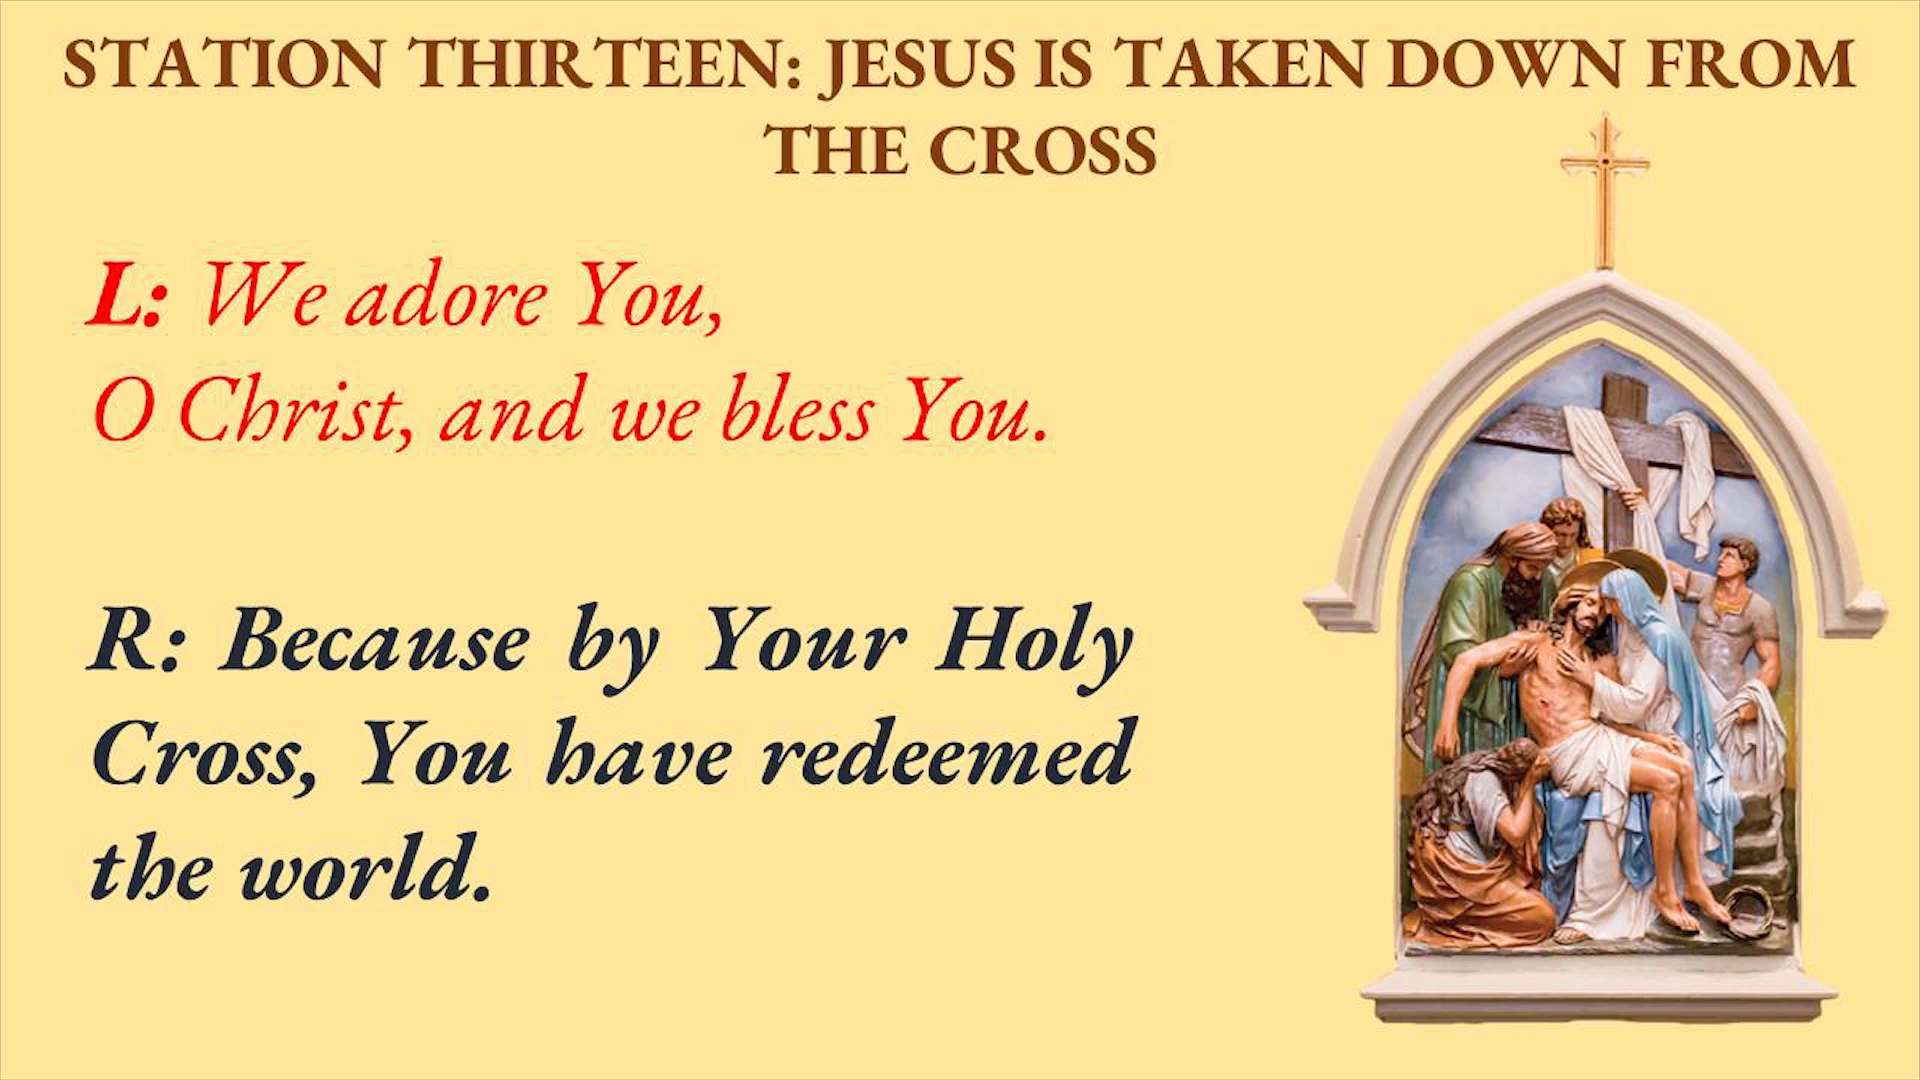 STATION THIRTEEN: JESUS IS TAKEN DOWN FROM
THE CROSS
L: We adore You,
O Christ, and we bless You.
R: Because by Your Holy
Cross, You have redeemed
the world.